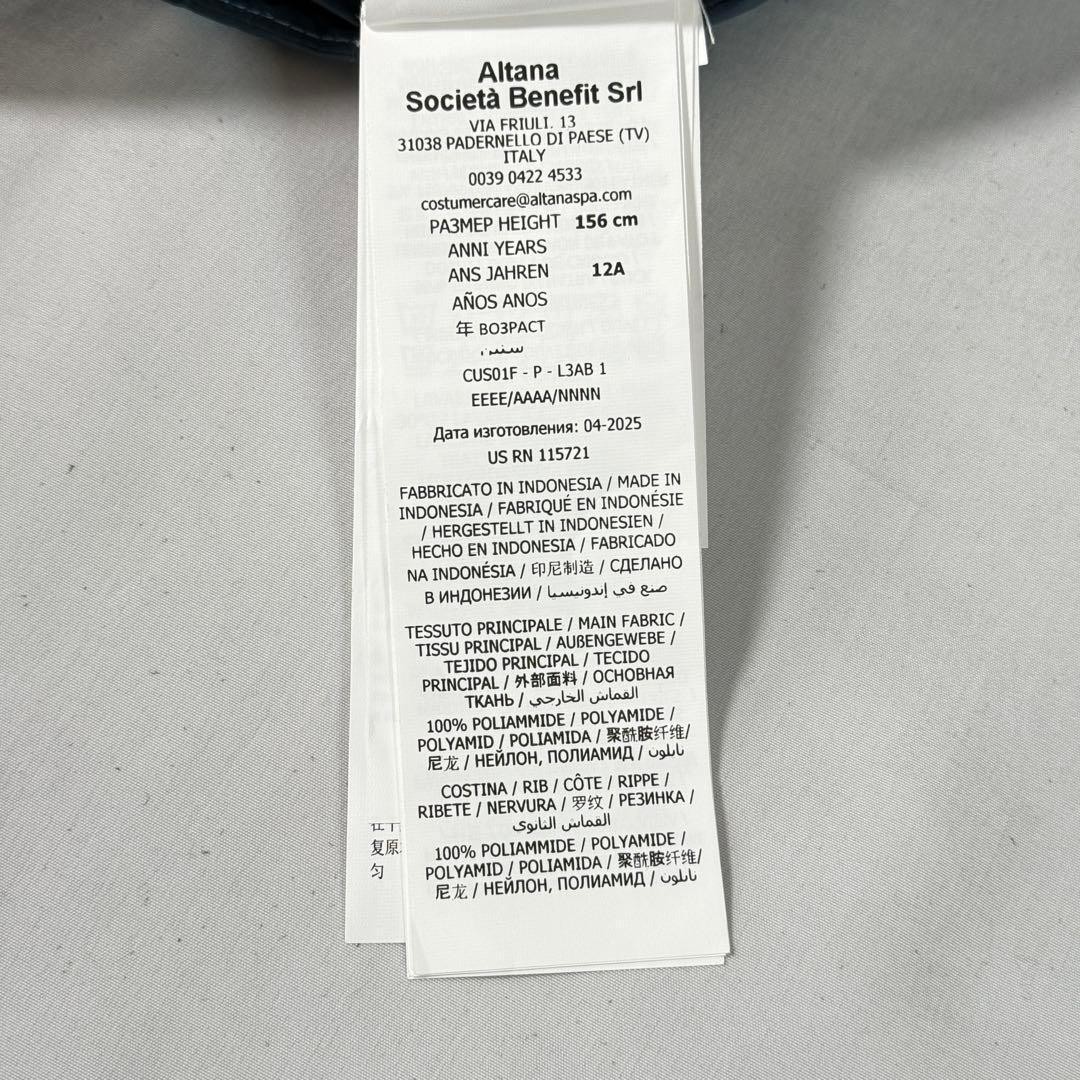 Altana
Società Benefit Srl
VIA FRIULI. 13
31038 PADERNELLO DI PAESE (TV)
ITALY
0039 0422 4533
costumercare@altanaspa.com
РАЗМЕР HEIGHT 156 cm
ANNI YEARS
ANS JAHREN 12A
AÑOS ANOS
年 ВОЗРАСТ
سنين
CUS01F - P - L3AB 1
EEEE/AAAA/NNNN
Дата изготовления: 04-2025
US RN 115721
FABBRICATO IN INDONESIA / MADE IN
INDONESIA / FABRIQUÉ EN INDONÉSIE
/ HERGESTELLT IN INDONESIEN /
HECHO EN INDONESIA / FABRICADO
NA INDONÉSIA / 印尼制造 / СДЕЛАНО
В ИНДОНЕЗИИ / صنع في إندونيسيا
TESSUTO PRINCIPALE / MAIN FABRIC /
TISSU PRINCIPAL / AUßENGEWEBE /
TEJIDO PRINCIPAL / TECIDO
PRINCIPAL / 外部面料 / ОСНОВНАЯ
ТКАНЬ / القماش الخارجي
100% POLIAMMIDE / POLYAMIDE /
POLYAMID / POLIAMIDA / 聚酰胺纤维/
尼龙 / НЕЙЛОН, ПОЛИАМИД / نايلون
COSTINA / RIB / CÔTE / RIPPE /
RIBETE / NERVURA / 罗纹 / РЕЗИНКА /
القماش الثانوي
100% POLIAMMIDE / POLYAMIDE /
POLYAMID / POLIAMIDA / 聚酰胺纤维/
尼龙 / НЕЙЛОН, ПОЛИАМИД / نايلون
复原
匀